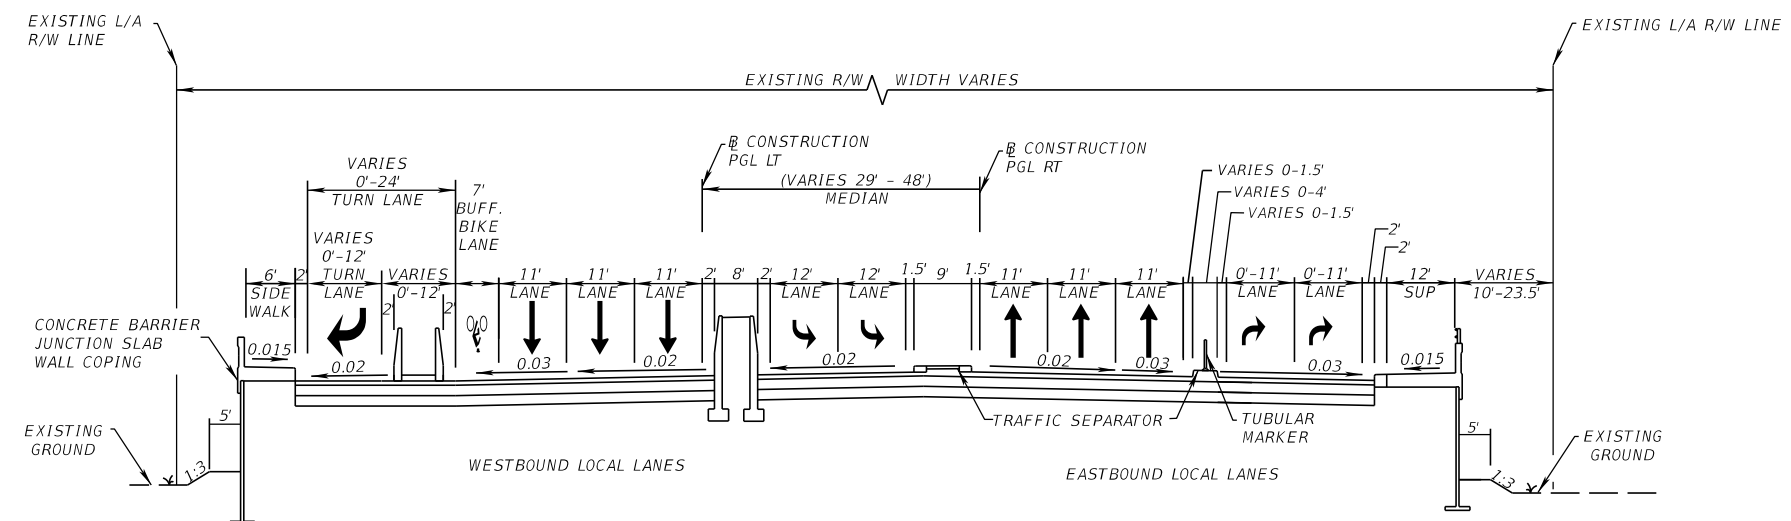 EXISTING L/A
R/W LINE
EXISTING L/A R/W LINE
EXISTING R/W
WIDTH VARIES
VARIES
0'-24'
TURN LANE
7'
BUFF.
BIKE
LANE
B CONSTRUCTION
PGL LT
(VARIES 29' - 48')
MEDIAN
B CONSTRUCTION
PGL RT
VARIES 0-1.5'
VARIES 0-4'
VARIES 0-1.5'
2'
2'
VARIES
0'-12'
TURN
LANE
6'
SIDE
WALK
2'
VARIES
0'-12'
2'
2'
11'
LANE
11'
LANE
11'
LANE
2'
8'
2'
12'
LANE
12'
LANE
1.5'
9'
1.5'
11'
LANE
11'
LANE
11'
LANE
0'-11'
LANE
0'-11'
LANE
12'
SUP
VARIES
10'-23.5'
CONCRETE BARRIER
JUNCTION SLAB
WALL COPING
0.015
0.02
0.03
0.02
0.02
0.02
0.03
0.03
0.015
TRAFFIC SEPARATOR
TUBULAR
MARKER
5'
EXISTING
GROUND
1:3
WESTBOUND LOCAL LANES
EASTBOUND LOCAL LANES
5'
1:3
EXISTING
GROUND